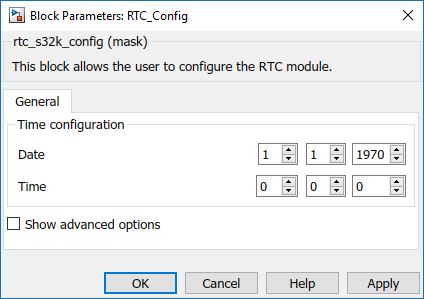 Block Parameters: RTC_Config
rtc_s32k_config (mask)
This block allows the user to configure the RTC module.
General
Time configuration
Date 1 1 1970
Time 0 0 0
Show advanced options
OK Cancel Help Apply